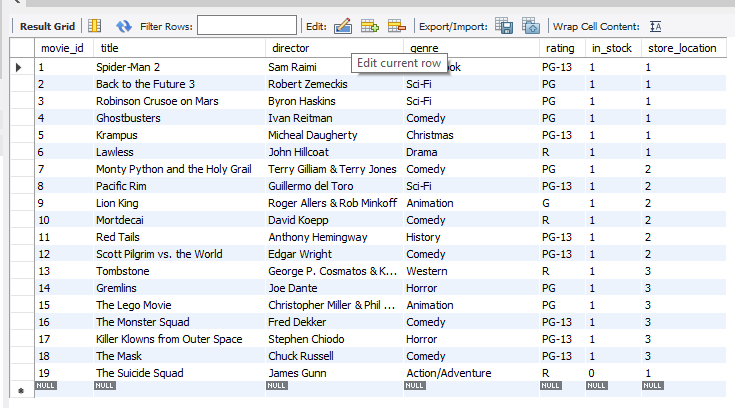 Result Grid Filter Rows: Edit: Export/Import: Wrap Cell Content:
movie_id title director genre rating in_stock store_location
1 Spider-Man 2 Sam Raimi PG-13 1 1
Edit current row
2 Back to the Future 3 Robert Zemeckis Sci-Fi PG 1 1
3 Robinson Crusoe on Mars Byron Haskins Sci-Fi PG 1 1
4 Ghostbusters Ivan Reitman Comedy PG 1 1
5 Krampus Micheal Daugherty Christmas PG-13 1 1
6 Lawless John Hillcoat Drama R 1 1
7 Monty Python and the Holy Grail Terry Gilliam & Terry Jones Comedy PG 1 2
8 Pacific Rim Guillermo del Toro Sci-Fi PG-13 1 2
9 Lion King Roger Allers & Rob Minkoff Animation G 1 2
10 Mortdecai David Koepp Comedy R 1 2
11 Red Tails Anthony Hemingway History PG-13 1 2
12 Scott Pilgrim vs. the World Edgar Wright Comedy PG-13 1 2
13 Tombstone George P. Cosmatos & K... Western R 1 3
14 Gremlins Joe Dante Horror PG 1 3
15 The Lego Movie Christopher Miller & Phil ... Animation PG 1 3
16 The Monster Squad Fred Dekker Comedy PG-13 1 3
17 Killer Klowns from Outer Space Stephen Chiodo Horror PG-13 1 3
18 The Mask Chuck Russell Comedy PG-13 1 3
19 The Suicide Squad James Gunn Action/Adventure R 0 1
NULL NULL NULL NULL NULL NULL NULL